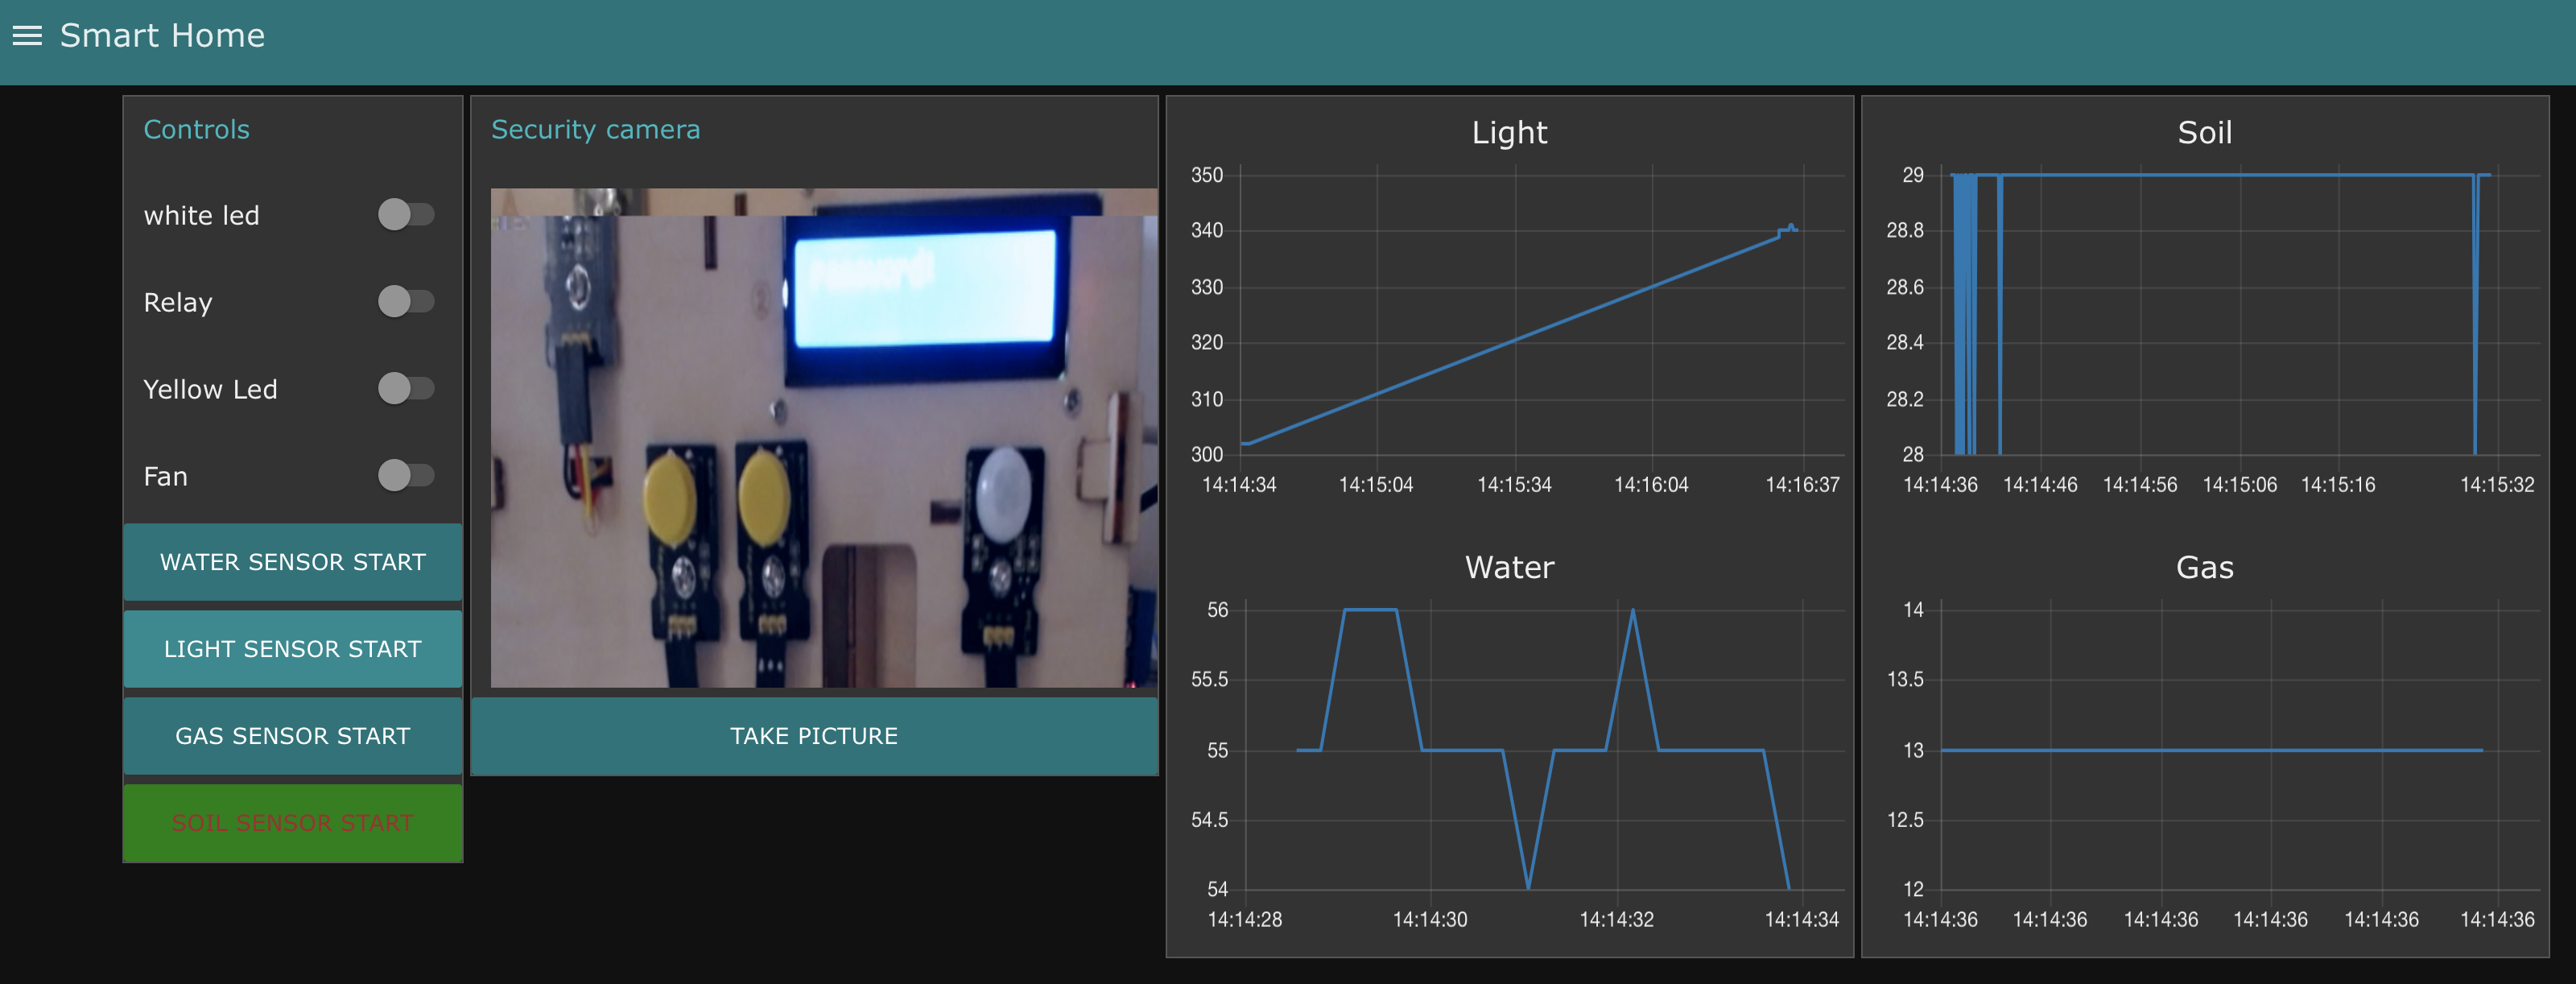 Smart Home
Controls
white led
Relay
Yellow Led
Fan
WATER SENSOR START
LIGHT SENSOR START
GAS SENSOR START
SOIL SENSOR START
Security camera
Password!
TAKE PICTURE
Light
350
340
330
320
310
300
14:14:34 14:15:04 14:15:34 14:16:04 14:16:37
Water
56
55.5
55
54.5
54
14:14:28 14:14:30 14:14:32 14:14:34
Soil
29
28.8
28.6
28.4
28.2
28
14:14:36 14:14:46 14:14:56 14:15:06 14:15:16 14:15:32
Gas
14
13.5
13
12.5
12
14:14:36 14:14:36 14:14:36 14:14:36 14:14:36 14:14:36